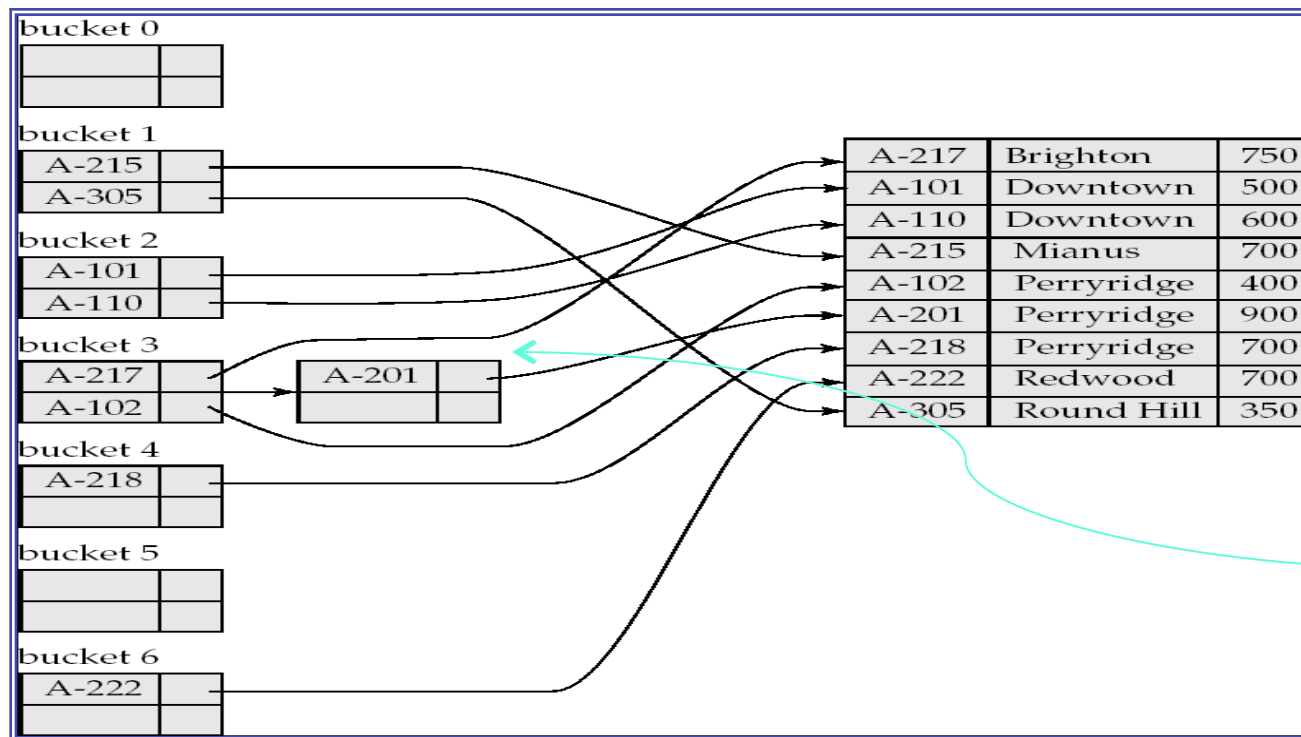 bucket 0
bucket 1
A-215
A-305
bucket 2
A-101
A-110
bucket 3
A-217
A-102
A-201
bucket 4
A-218
bucket 5
bucket 6
A-222
A-217 Brighton 750
A-101 Downtown 500
A-110 Downtown 600
A-215 Mianus 700
A-102 Perryridge 400
A-201 Perryridge 900
A-218 Perryridge 700
A-222 Redwood 700
A-305 Round Hill 350